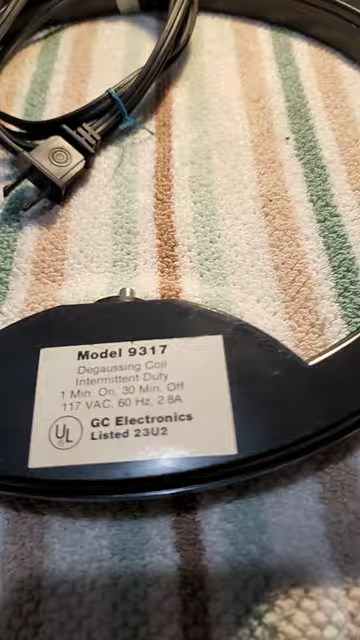 Model 9317
Degaussing Coil
Intermittent Duty
1 Min. On, 30 Min. Off
117 VAC, 60 Hz, 2.8A
UL GC Electronics
Listed 23U2